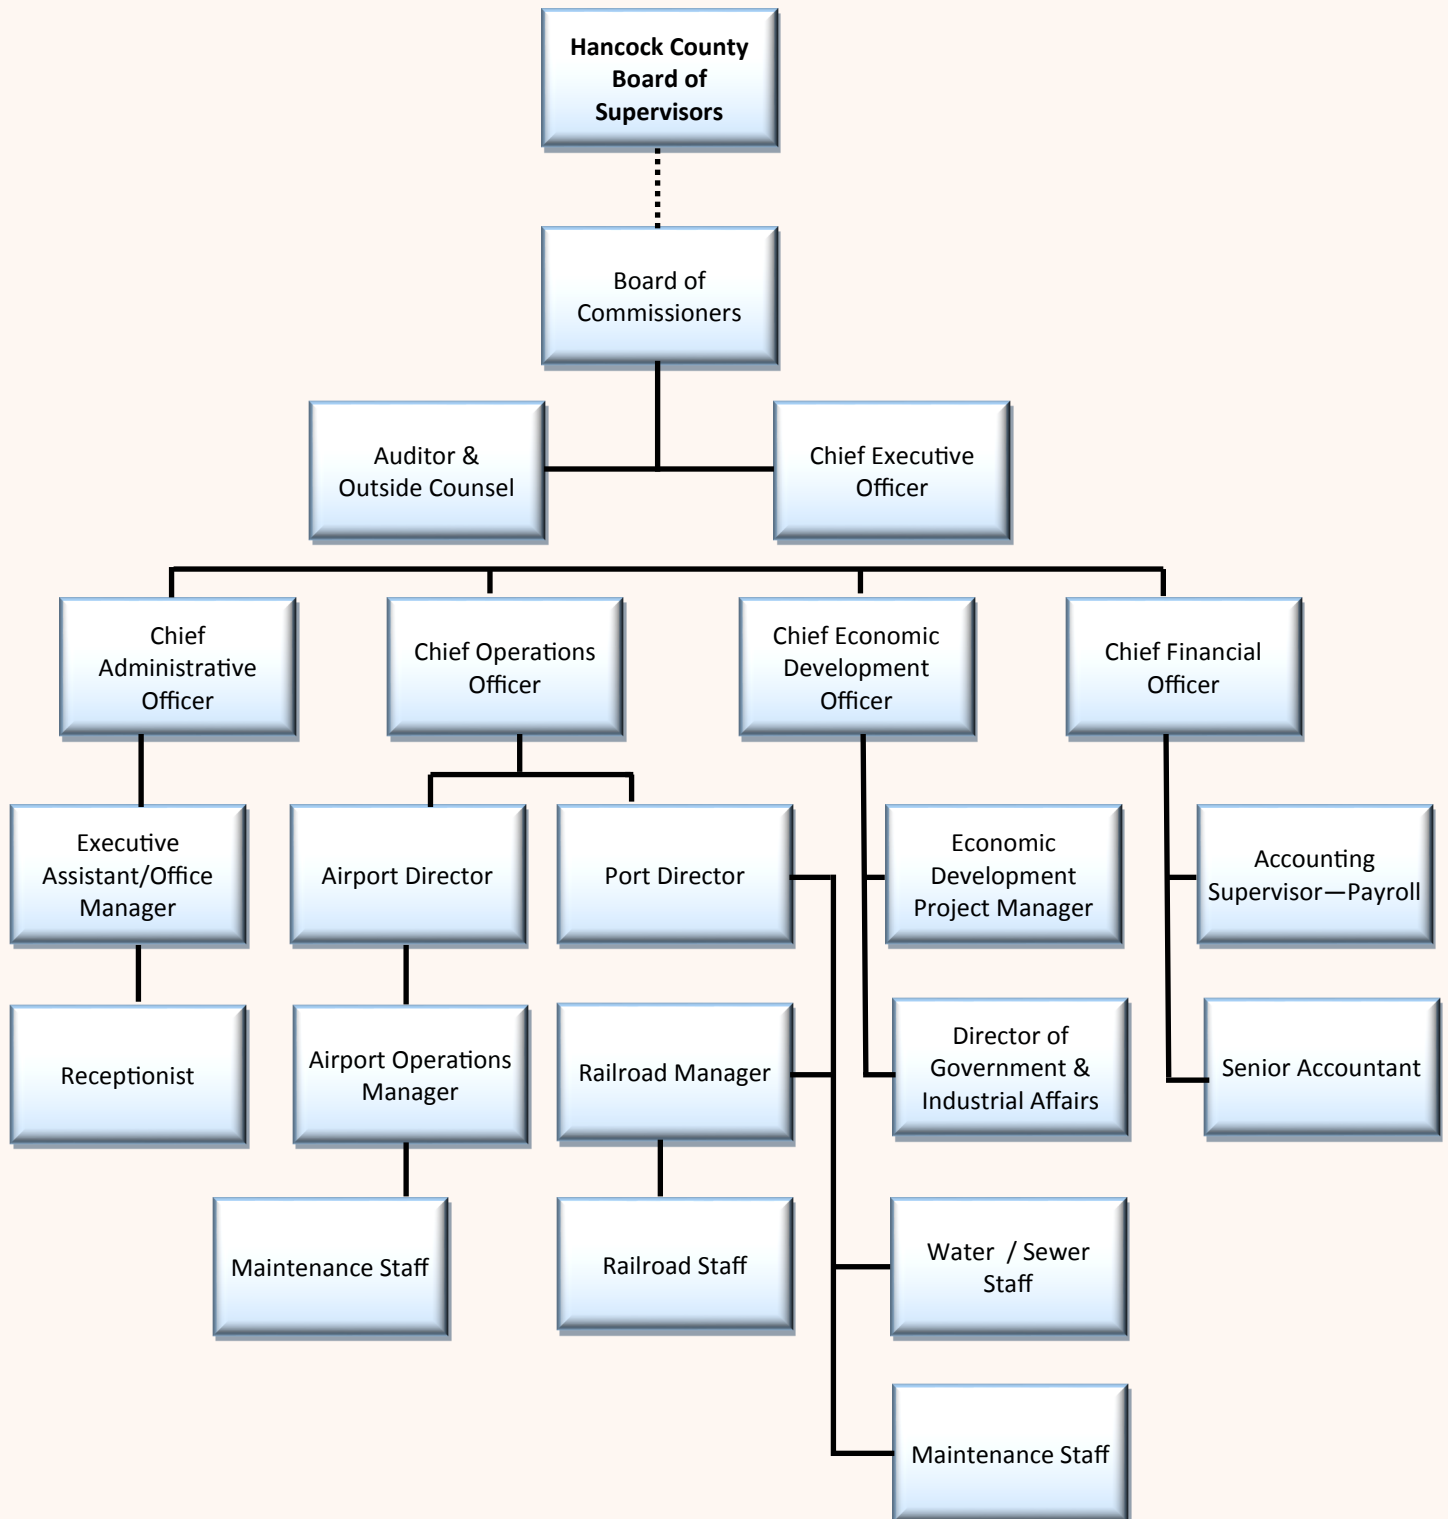 Hancock County
Board of
Supervisors
Board of
Commissioners
Auditor &
Outside Counsel
Chief Executive
Officer
Chief
Administrative
Officer
Chief Operations
Officer
Chief Economic
Development
Officer
Chief Financial
Officer
Executive
Assistant/Office
Manager
Airport Director
Port Director
Economic
Development
Project Manager
Accounting
Supervisor—Payroll
Receptionist
Airport Operations
Manager
Railroad Manager
Director of
Government &
Industrial Affairs
Senior Accountant
Maintenance Staff
Railroad Staff
Water / Sewer
Staff
Maintenance Staff